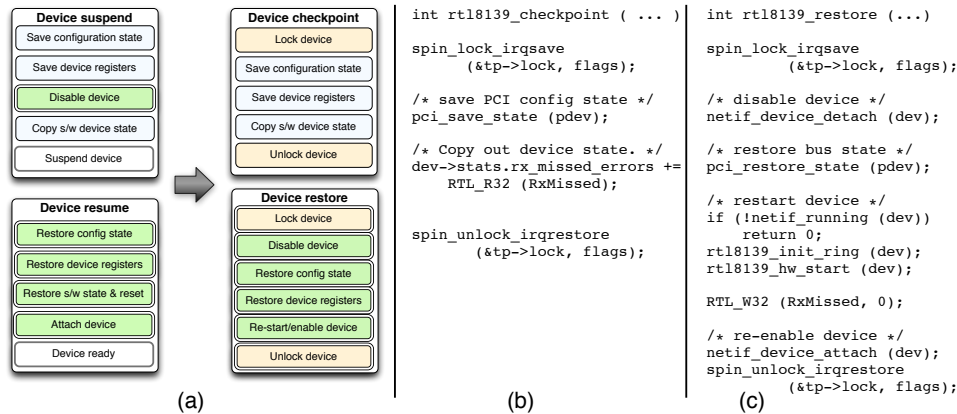 Device suspend
Save configuration state
Save device registers
Disable device
Copy s/w device state
Suspend device
Device resume
Restore config state
Restore device registers
Restore s/w state & reset
Attach device
Device ready
Device checkpoint
Lock device
Save configuration state
Save device registers
Copy s/w device state
Unlock device
Device restore
Lock device
Disable device
Restore config state
Restore device registers
Re-start/enable device
Unlock device
(a)
int rtl8139_checkpoint ( ... )
spin_lock_irqsave
(&tp->lock, flags);
/* save PCI config state */
pci_save_state (pdev);
/* Copy out device state. */
dev->stats.rx_missed_errors +=
RTL_R32 (RxMissed);
spin_unlock_irqrestore
(&tp->lock, flags);
(b)
int rtl8139_restore (...)
spin_lock_irqsave
(&tp->lock, flags);
/* disable device */
netif_device_detach (dev);
/* restore bus state */
pci_restore_state (pdev);
/* restart device */
if (!netif_running (dev))
return 0;
rtl8139_init_ring (dev);
rtl8139_hw_start (dev);
RTL_W32 (RxMissed, 0);
/* re-enable device */
netif_device_attach (dev);
spin_unlock_irqrestore
(&tp->lock, flags);
(c)